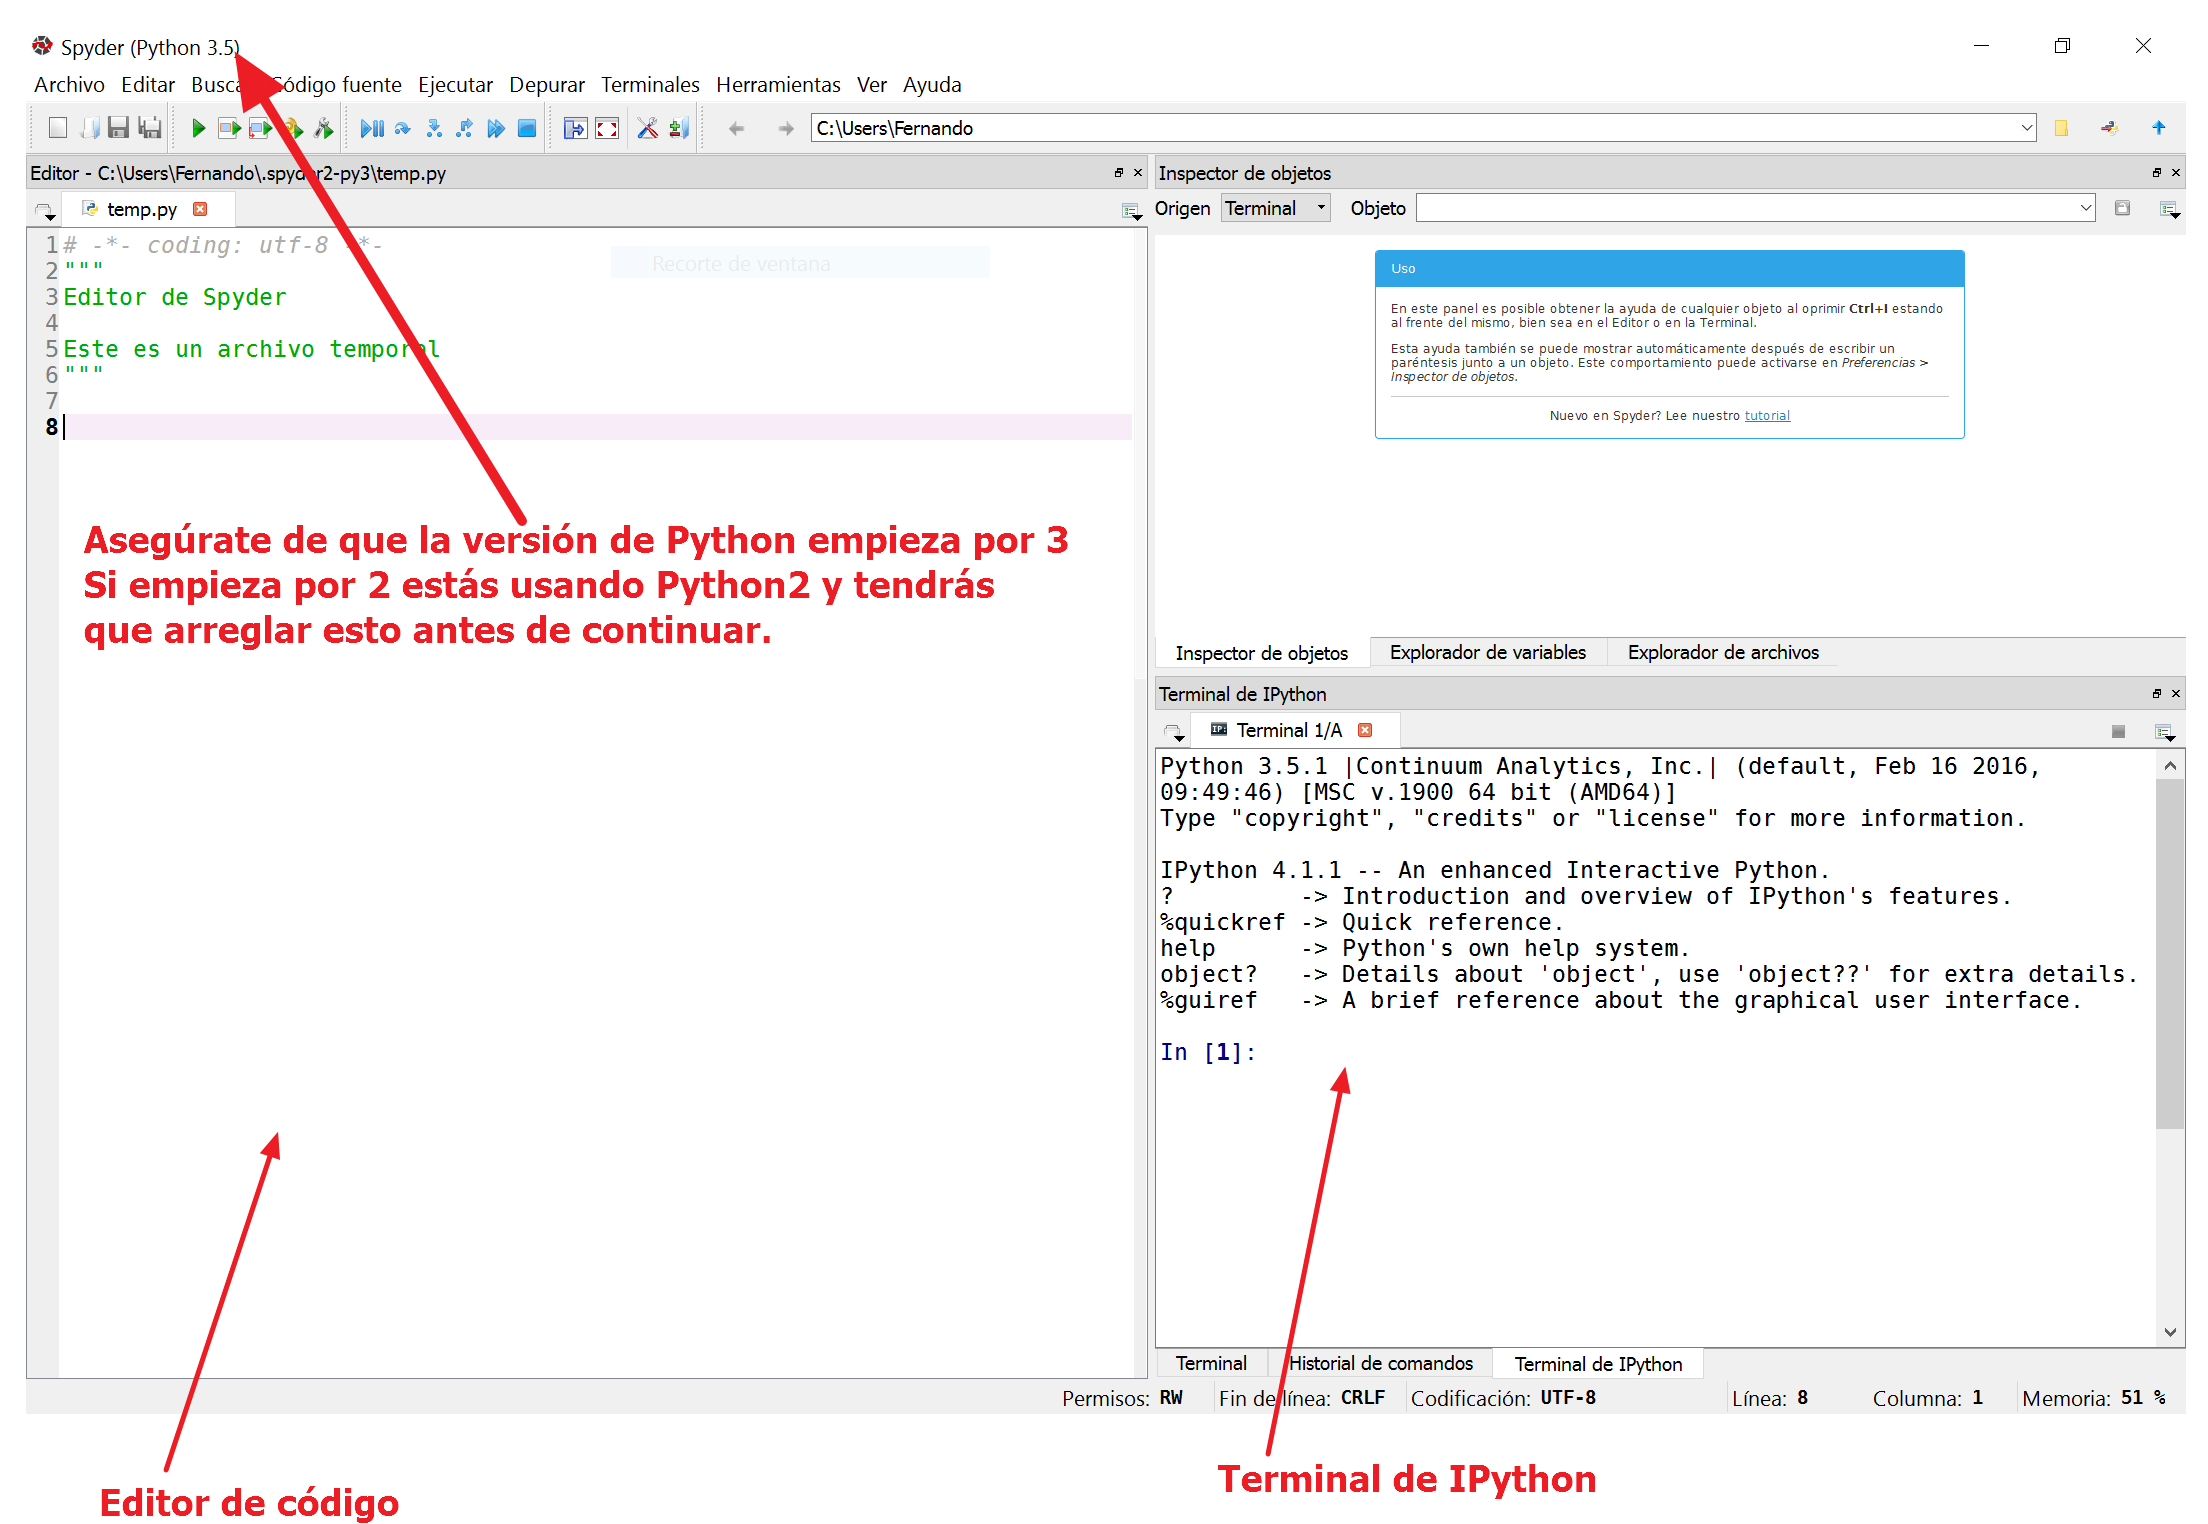 Spyder (Python 3.5)
Archivo Editar Busca Código fuente Ejecutar Depurar Terminales Herramientas Ver Ayuda
C:\Users\Fernando
Editor - C:\Users\Fernando\.spyder2-py3\temp.py
temp.py
1 # -*- coding: utf-8 -*-
2 """
3 Editor de Spyder
4
5 Este es un archivo temporal
6 """
7
8
Recorte de ventana
Asegúrate de que la versión de Python empieza por 3
Si empieza por 2 estás usando Python2 y tendrás
que arreglar esto antes de continuar.
Inspector de objetos
Origen Terminal Objeto
Uso
En este panel es posible obtener la ayuda de cualquier objeto al oprimir Ctrl+I estando
al frente del mismo, bien sea en el Editor o en la Terminal.
Esta ayuda también se puede mostrar automáticamente después de escribir un
paréntesis junto a un objeto. Este comportamiento puede activarse en Preferencias >
Inspector de objetos.
Nuevo en Spyder? Lee nuestro tutorial
Inspector de objetos Explorador de variables Explorador de archivos
Terminal de IPython
IP: Terminal 1/A
Python 3.5.1 |Continuum Analytics, Inc.| (default, Feb 16 2016,
09:49:46) [MSC v.1900 64 bit (AMD64)]
Type "copyright", "credits" or "license" for more information.
IPython 4.1.1 -- An enhanced Interactive Python.
? -> Introduction and overview of IPython's features.
%quickref -> Quick reference.
help -> Python's own help system.
object? -> Details about 'object', use 'object??' for extra details.
%guiref -> A brief reference about the graphical user interface.
In [1]:
Terminal Historial de comandos Terminal de IPython
Permisos: RW Fin de línea: CRLF Codificación: UTF-8 Línea: 8 Columna: 1 Memoria: 51 %
Editor de código
Terminal de IPython